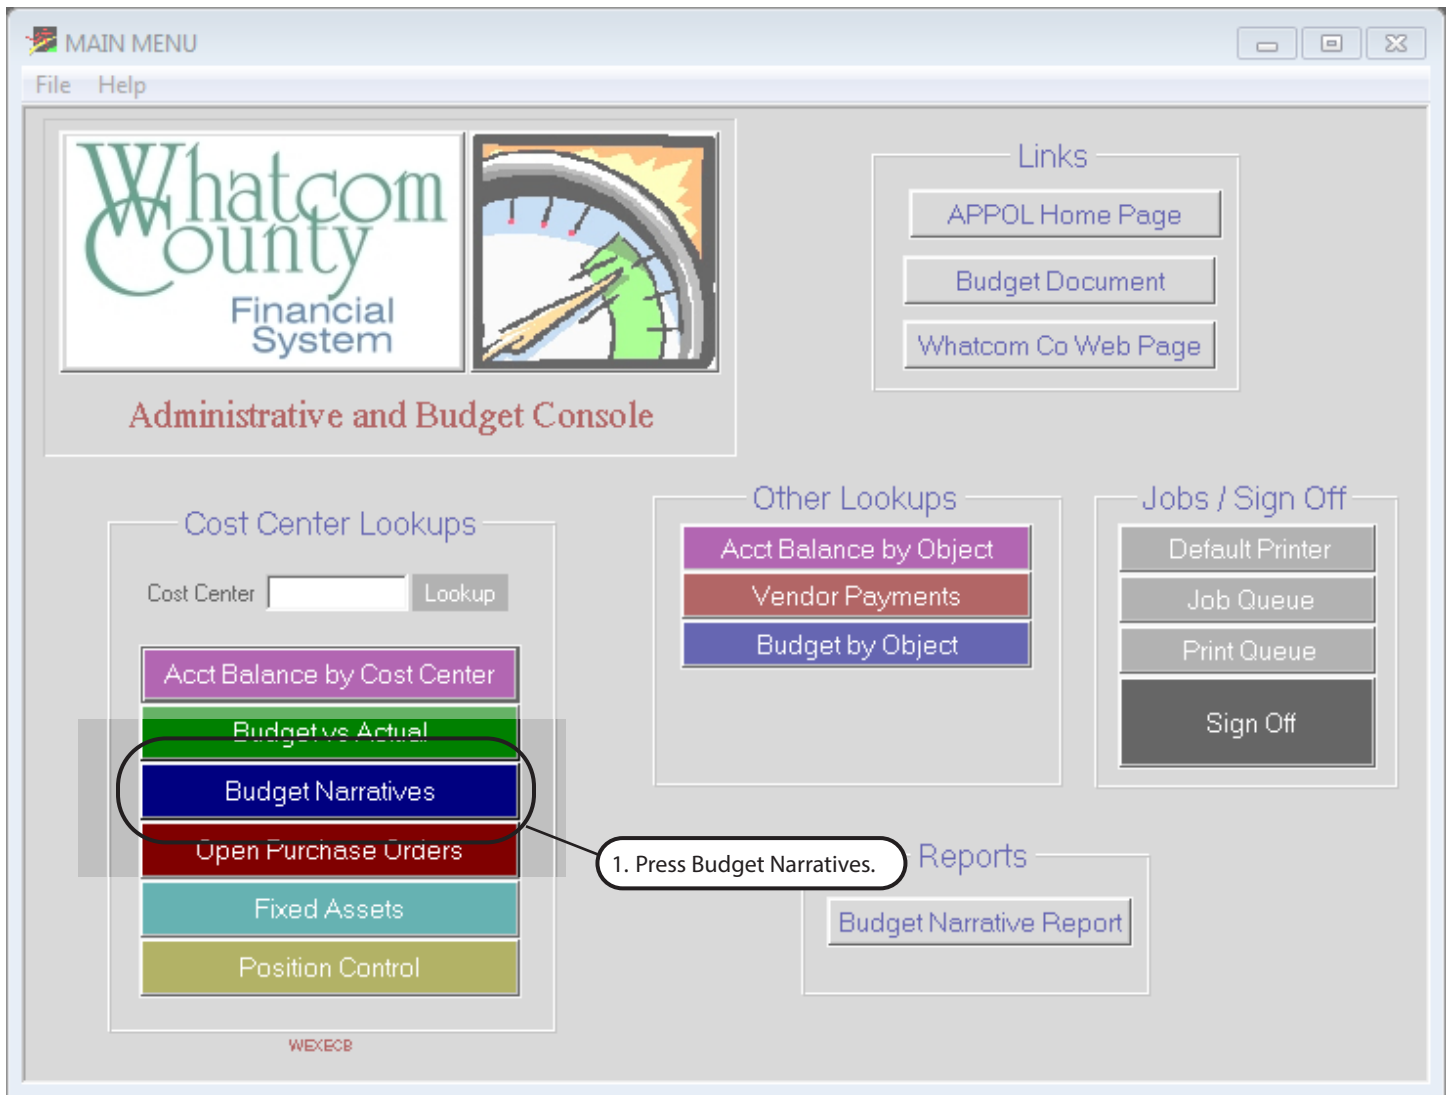 MAIN MENU
File Help
Whatcom
County
Financial
System
Administrative and Budget Console
Links
APPOL Home Page
Budget Document
Whatcom Co Web Page
Cost Center Lookups
Cost Center Lookup
Acct Balance by Cost Center
Budget vs Actual
Budget Narratives
Open Purchase Orders
Fixed Assets
Position Control
WEXECB
Other Lookups
Acct Balance by Object
Vendor Payments
Budget by Object
Jobs / Sign Off
Default Printer
Job Queue
Print Queue
Sign Off
1. Press Budget Narratives.
Reports
Budget Narrative Report